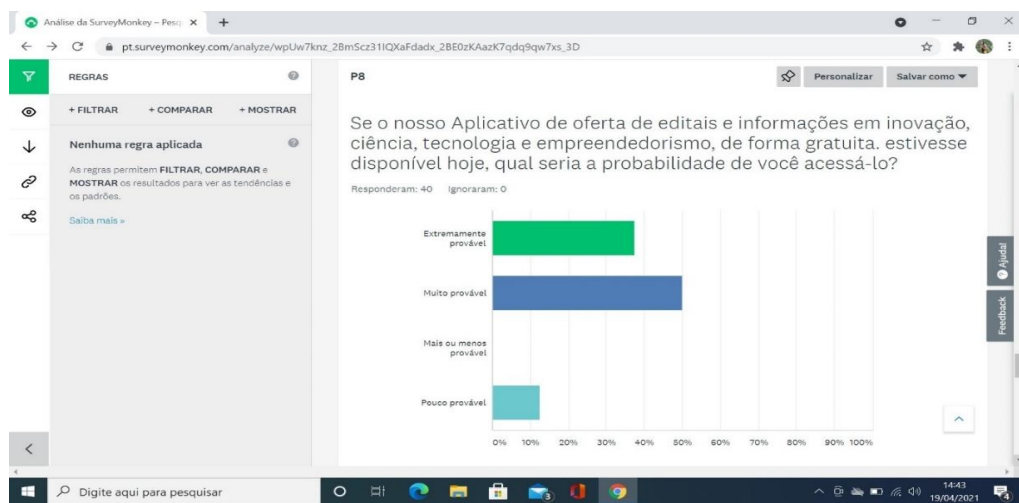 Análise da SurveyMonkey – Pesq
pt.surveymonkey.com/analyze/wpUw7knz_2BmScz31IQXaFdadx_2BE0zKAazK7qdq9qw7xs_3D
REGRAS
+ FILTRAR + COMPARAR + MOSTRAR
Nenhuma regra aplicada
As regras permitem FILTRAR, COMPARAR e
MOSTRAR os resultados para ver as tendências e
os padrões.
Saiba mais »
P8
Personalizar
Salvar como
Se o nosso Aplicativo de oferta de editais e informações em inovação,
ciência, tecnologia e empreendedorismo, de forma gratuita. estivesse
disponível hoje, qual seria a probabilidade de você acessá-lo?
Responderam: 40 Ignoraram: 0
Extremamente
provável
Muito provável
Mais ou menos
provável
Pouco provável
0% 10% 20% 30% 40% 50% 60% 70% 80% 90% 100%
Ajuda!
Feedback
Digite aqui para pesquisar
14:43
19/04/2021